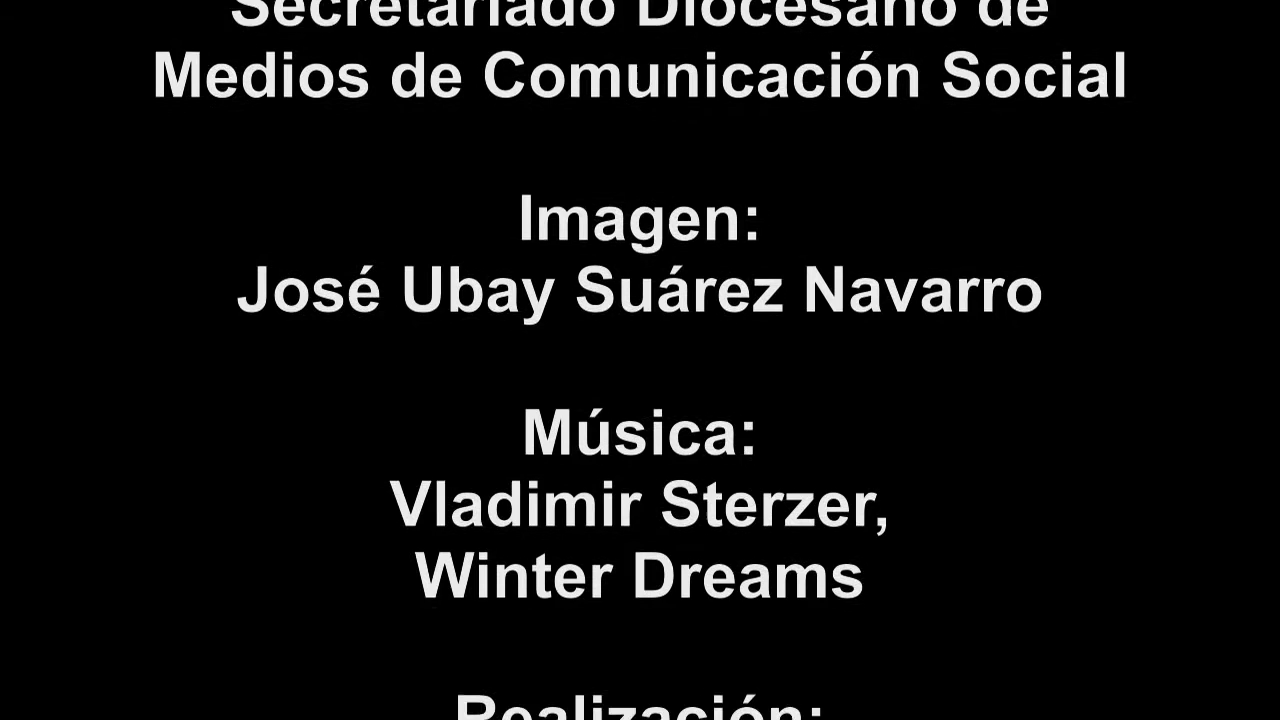 Secretariado Diocesano de
Medios de Comunicación Social
Imagen:
José Ubay Suárez Navarro
Música:
Vladimir Sterzer,
Winter Dreams
Realización: